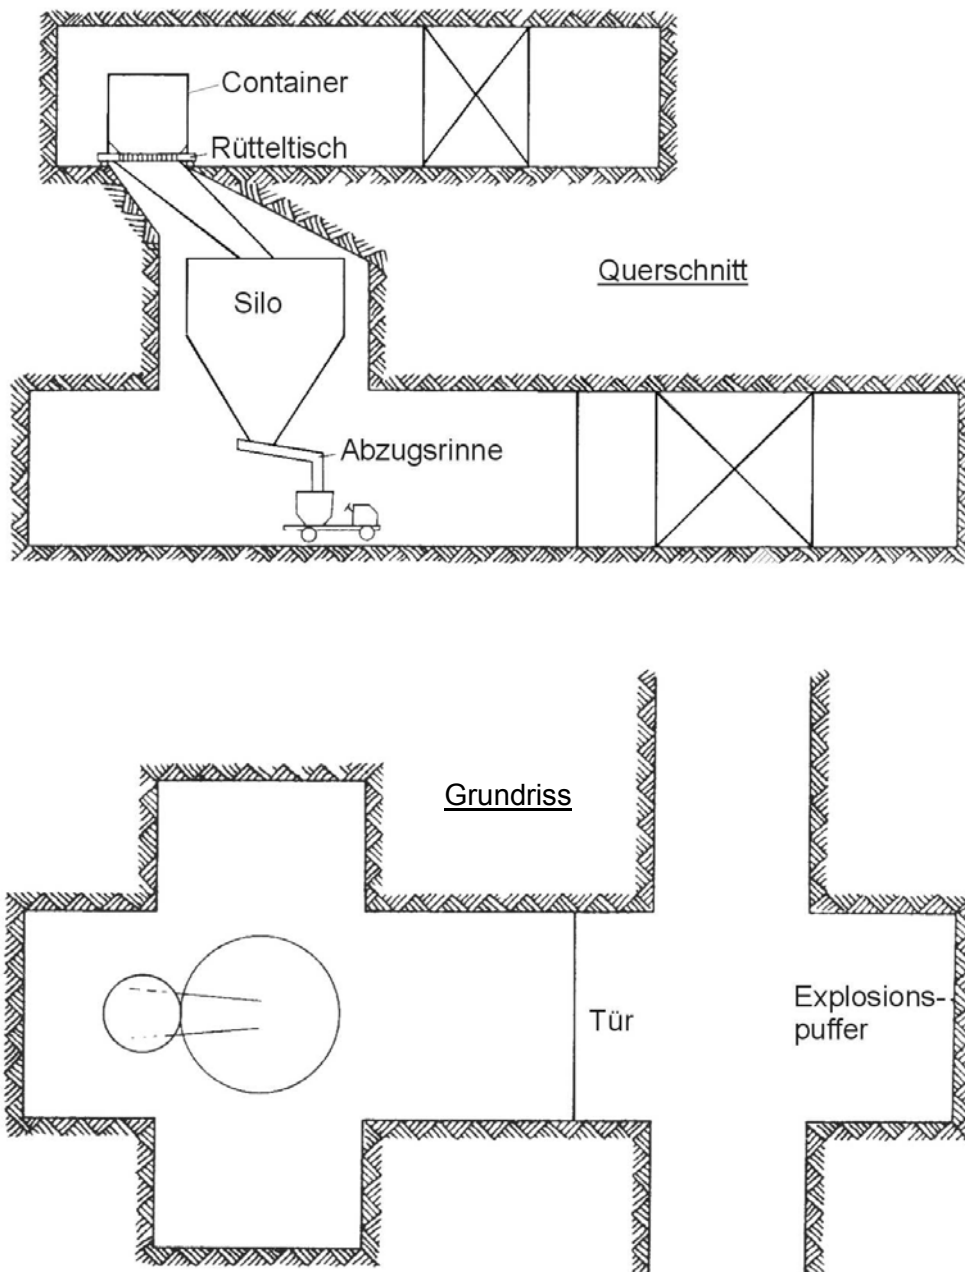 Container
Rütteltisch
Querschnitt
Silo
Abzugsrinne
Grundriss
Explosions-
puffer
Tür